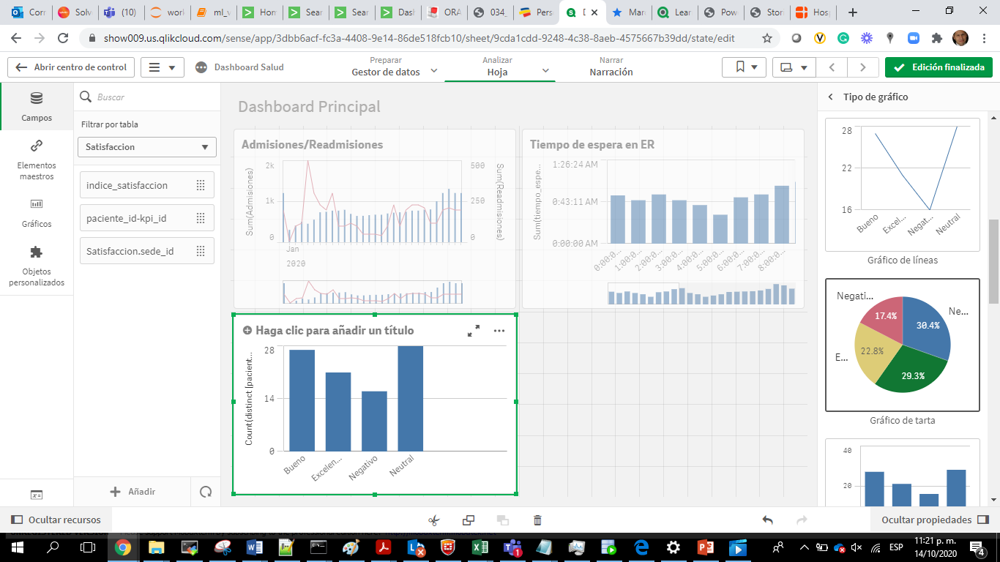 Corr
Solv
(10)
work
ml_v
Hom
Sear
Sear
Dash
ORA
034_
Pers
D
Mar
Lear
Pow
Stor
Hosp
show009.us.qlikcloud.com/sense/app/3dbb6acf-fc3a-4408-9e14-86de518fcb10/sheet/9cda1cdd-9248-4c38-8aeb-4575667b39dd/state/edit
Abrir centro de control
Dashboard Salud
Preparar
Gestor de datos
Analizar
Hoja
Narrar
Narración
Edición finalizada
Campos
Elementos
maestros
Gráficos
Objetos
personalizados
Buscar
Filtrar por tabla
Satisfaccion
indice_satisfaccion
paciente_id-kpi_id
Satisfaccion.sede_id
Añadir
Dashboard Principal
Admisiones/Readmisiones
Sum(Admisiones)
2k
1k
0
500
250
0
Sum(Readmisiones)
Jan
2020
Tiempo de espera en ER
Sum(tiempo_espe...
1:26:24 AM
0:43:11 AM
0:00:00 AM
0:00:0...
1:00:0...
2:00:0...
3:00:0...
4:00:0...
5:00:0...
6:00:0...
7:00:0...
8:00:0...
Haga clic para añadir un título
Count(distinct [pacient...
28
14
0
Bueno
Excelen...
Negativo
Neutral
Tipo de gráfico
28
22
16
Bueno
Excel...
Negat...
Neutral
Gráfico de líneas
Negati...
Ne...
E...
17.4%
30.4%
22.8%
29.3%
Gráfico de tarta
40
20
Ocultar recursos
Ocultar propiedades
1
ESP
11:21 p. m.
14/10/2020
4